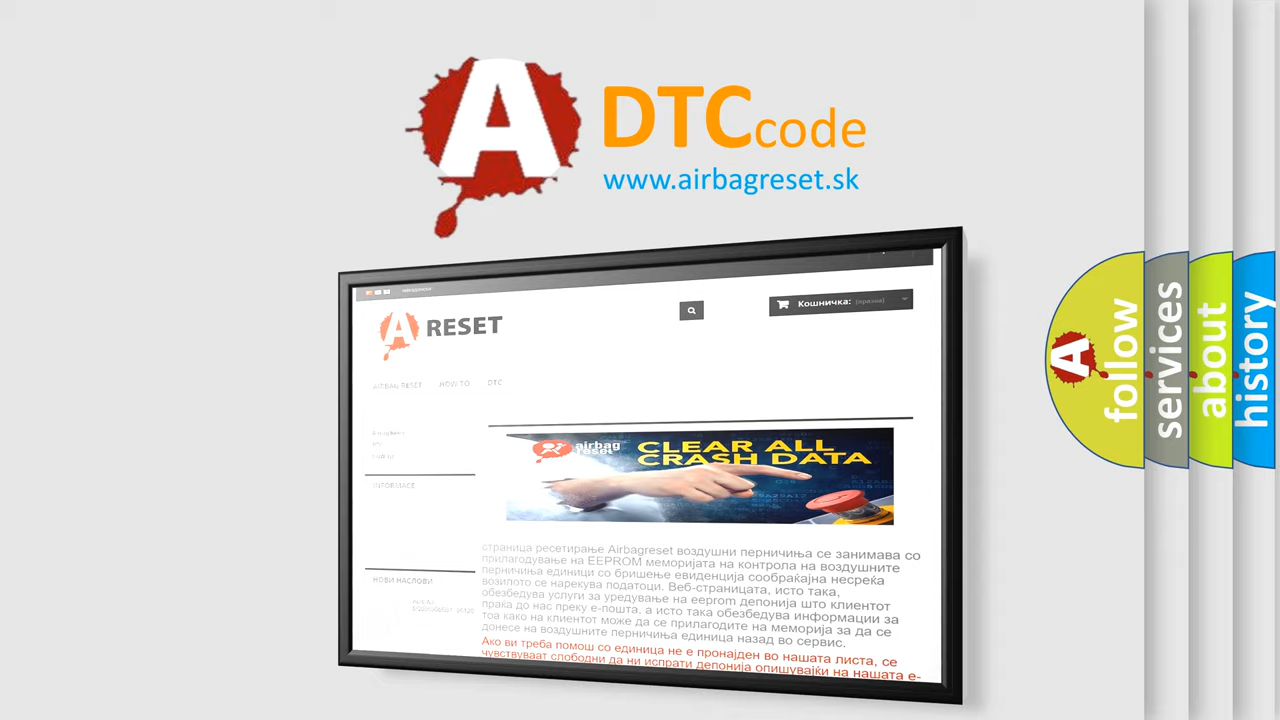 A DTC code
www.airbagreset.sk
Кошничка: (празни)
A RESET
AIRBAG RESET HOW TO DTC
airbag
reset
CLEAR ALL
CRASH DATA
INFORMACE
страница ресетирање Airbagreset воздушни перничиња се занимава со
прилагодување на EEPROM меморијата на контрола на воздушните
перничиња единици со бришење евиденција сообраќајна несреќа
возилото се нарекува податоци. Веб-страницата, исто така,
обезбедува услуги за уредување на eeprom депонија што клиентот
праќа до нас преку е-пошта, а исто така обезбедува информации за
тоа како на клиентот може да се прилагодите на меморија за да се
донесе на воздушните перничиња единица назад во сервис.
НОВИ НАСЛОВИ
Ако ви треба помош со единица не е пронајден во нашата листа, се
чувствуваат слободни да ни испрати депонија опишувајќи на нашата е-
A follow
services
about
history